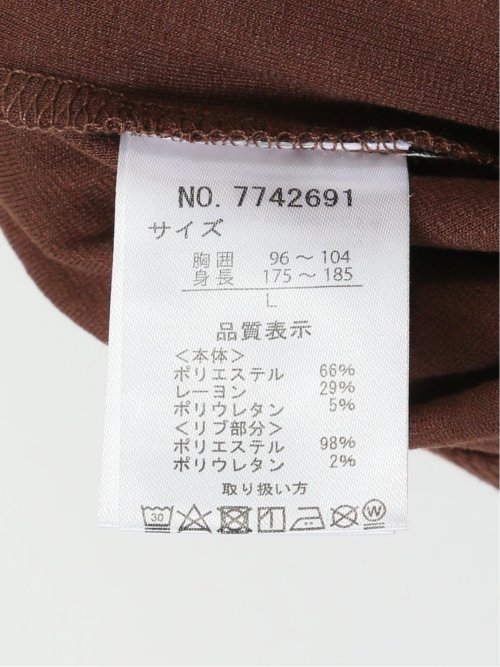 NO. 7742691
サイズ
胸囲 96～104
身長 175～185
L
品質表示
＜本体＞
ポリエステル 66%
レーヨン 29%
ポリウレタン 5%
＜リブ部分＞
ポリエステル 98%
ポリウレタン 2%
取り扱い方
30 W